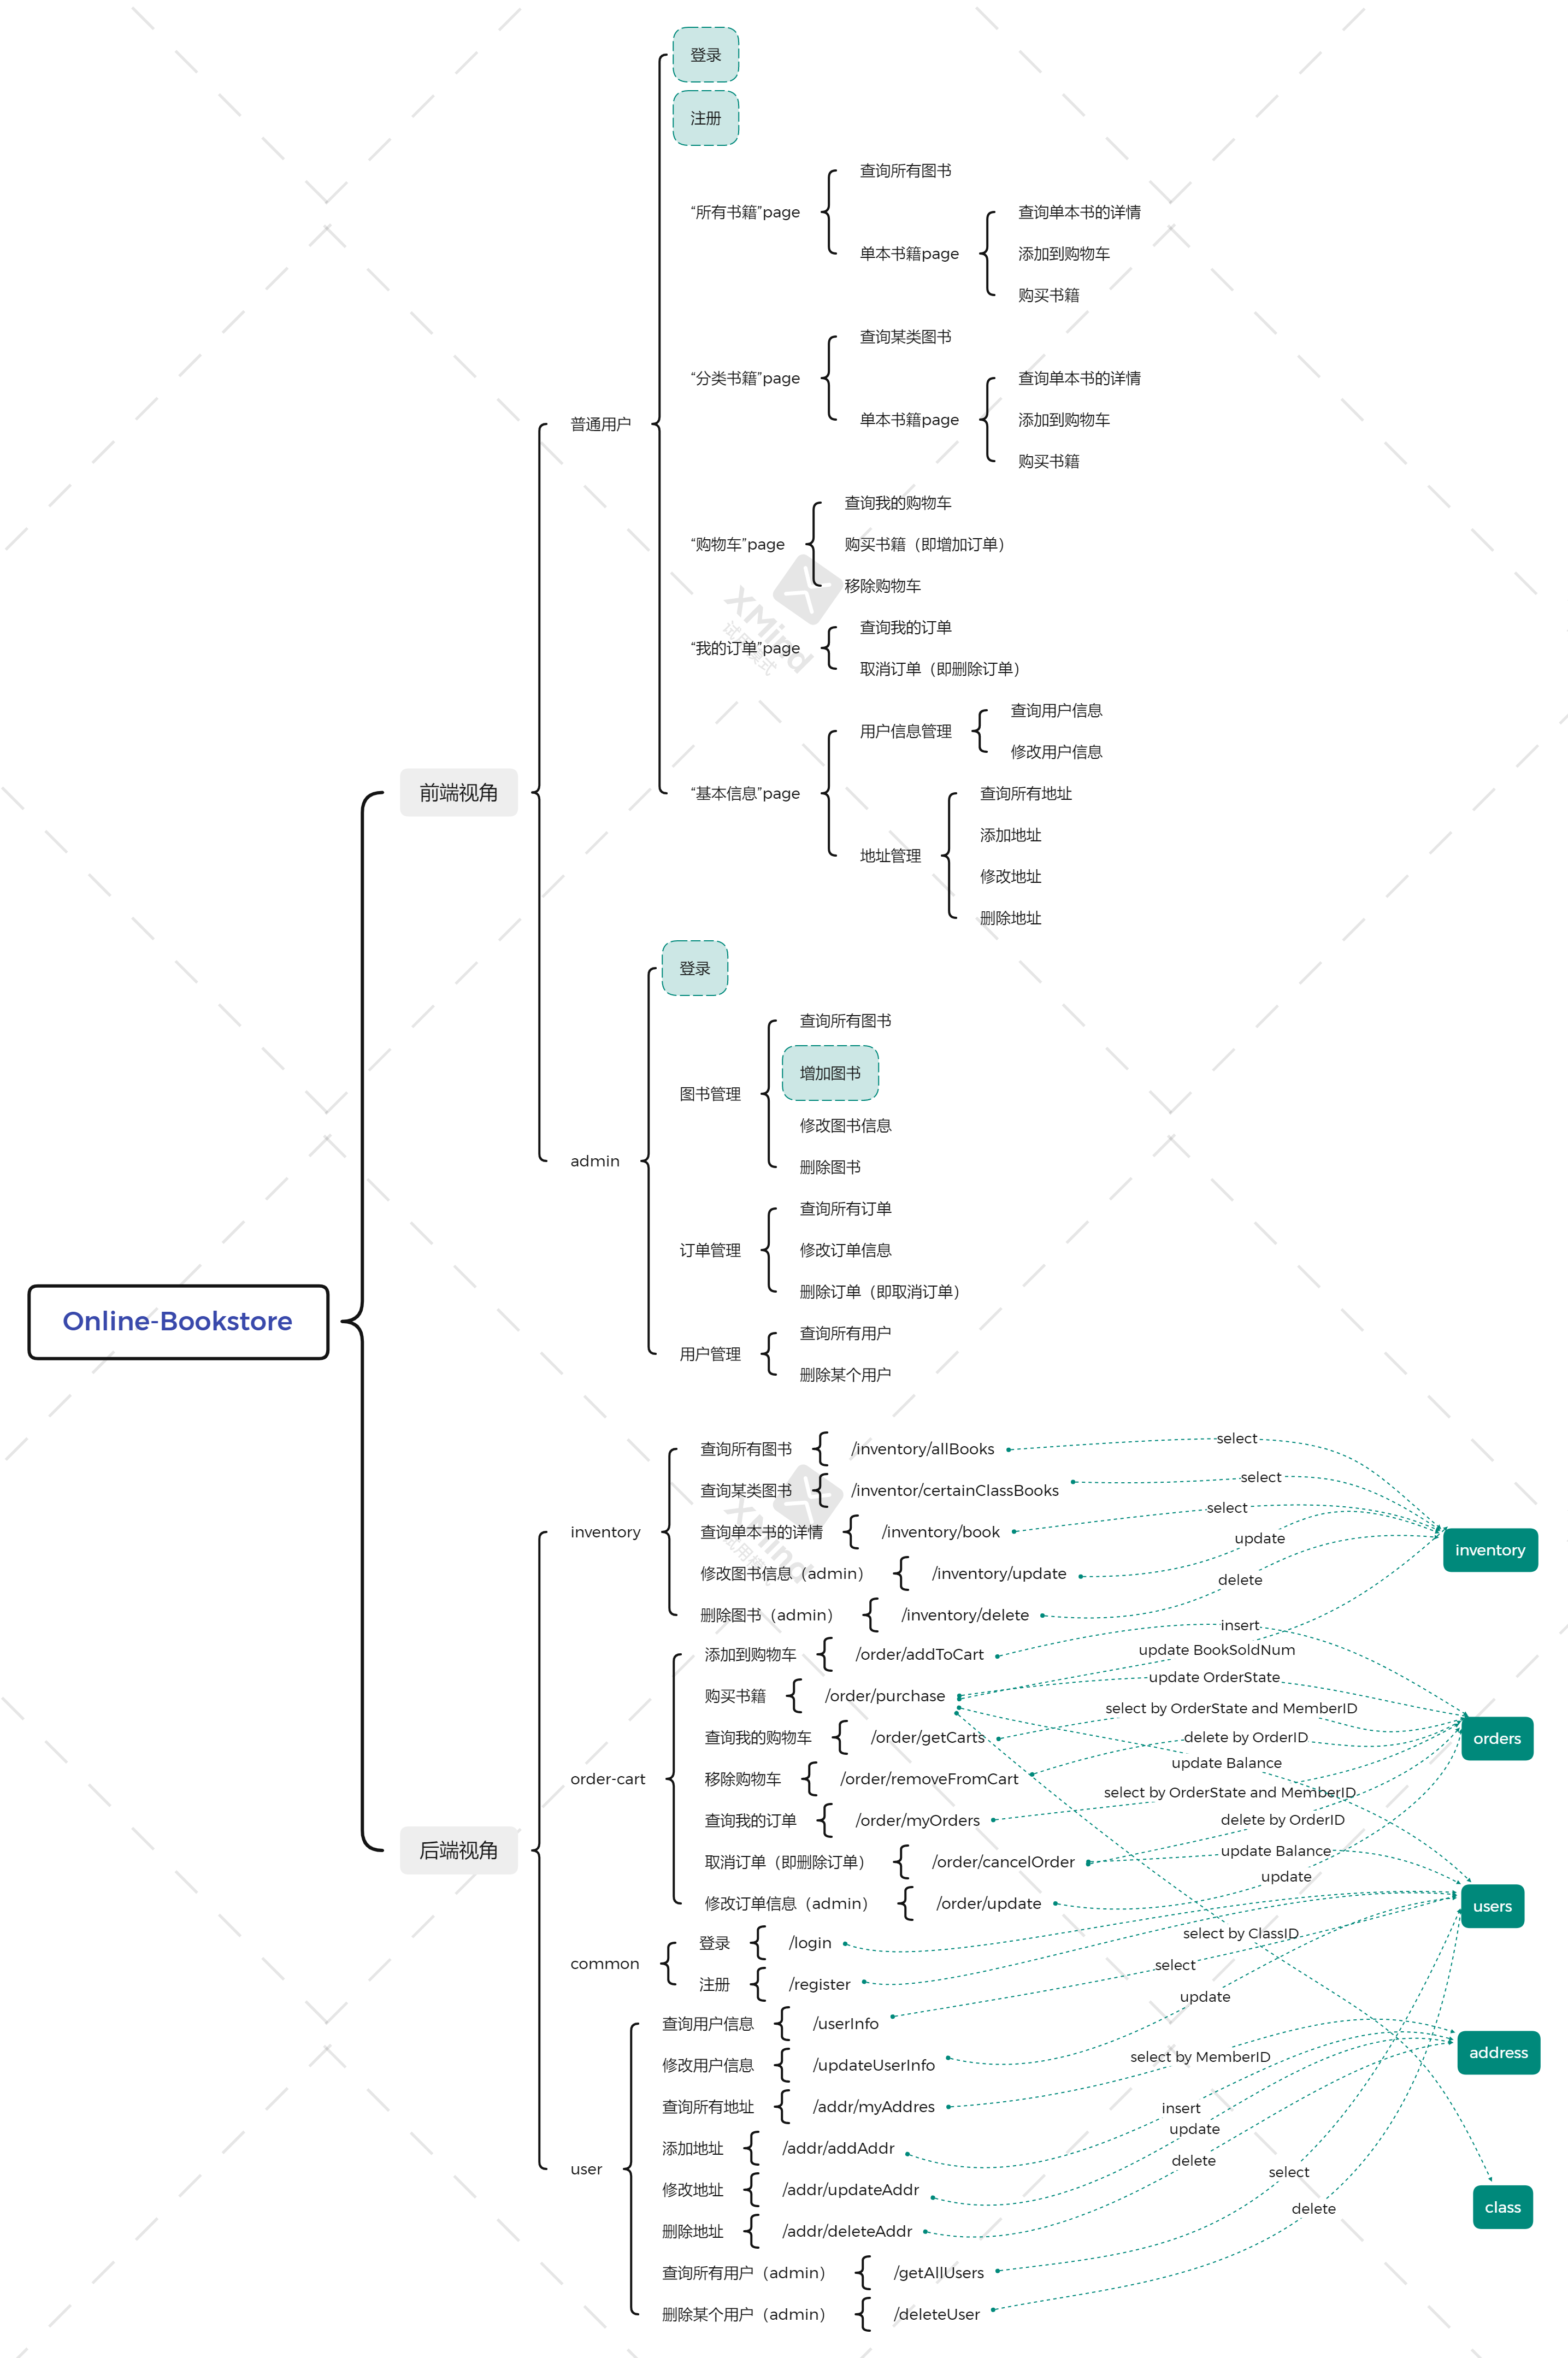 登录
注册
查询所有图书
“所有书籍”page
查询单本书的详情
单本书籍page
添加到购物车
购买书籍
查询某类图书
“分类书籍”page
查询单本书的详情
普通用户
单本书籍page
添加到购物车
购买书籍
查询我的购物车
“购物车”page
购买书籍（即增加订单）
移除购物车
XMind
试用模式
查询我的订单
“我的订单”page
取消订单（即删除订单）
查询用户信息
用户信息管理
修改用户信息
前端视角
“基本信息”page
查询所有地址
添加地址
地址管理
修改地址
删除地址
登录
查询所有图书
增加图书
图书管理
修改图书信息
admin
删除图书
查询所有订单
订单管理
修改订单信息
删除订单（即取消订单）
Online-Bookstore
查询所有用户
用户管理
删除某个用户
查询所有图书
/inventory/allBooks
select
查询某类图书
/inventor/certainClassBooks
select
XMind
试用模式
inventory
查询单本书的详情
/inventory/book
select
inventory
修改图书信息（admin）
/inventory/update
update
删除图书（admin）
/inventory/delete
delete
添加到购物车
/order/addToCart
insert
update BookSoldNum
购买书籍
/order/purchase
update OrderState
查询我的购物车
/order/getCarts
select by OrderState and MemberID
orders
order-cart
移除购物车
/order/removeFromCart
delete by OrderID
update Balance
查询我的订单
/order/myOrders
select by OrderState and MemberID
delete by OrderID
后端视角
取消订单（即删除订单）
/order/cancelOrder
update Balance
修改订单信息（admin）
/order/update
update
users
select by ClassID
common
登录
/login
注册
/register
select
查询用户信息
/userInfo
update
修改用户信息
/updateUserInfo
select by MemberID
address
查询所有地址
/addr/myAddres
insert
添加地址
/addr/addAddr
update
user
修改地址
/addr/updateAddr
delete
删除地址
/addr/deleteAddr
class
查询所有用户（admin）
/getAllUsers
select
删除某个用户（admin）
/deleteUser
delete